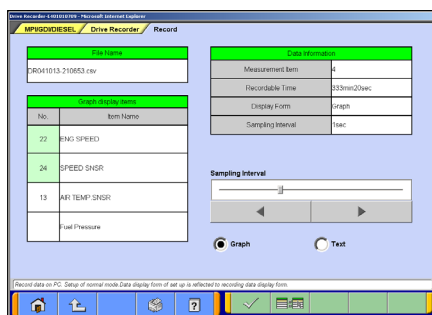 Drive Recorder-L401010789 - Microsoft Internet Explorer
MPI/GDI/DIESEL Drive Recorder Record
File Name
DR041013-210653.csv
Graph display items
No. Item Name
22 ENG SPEED
24 SPEED SNSR
13 AIR TEMP.SNSR
Fuel Pressure
Data information
Measurement Item 4
Recordable Time 333min20sec
Display Form Graph
Sampling Interval 1sec
Sampling Interval
Graph Text
Record data on PC. Setup of normal mode.Data display form of set up is reflected to recording data display form.
?